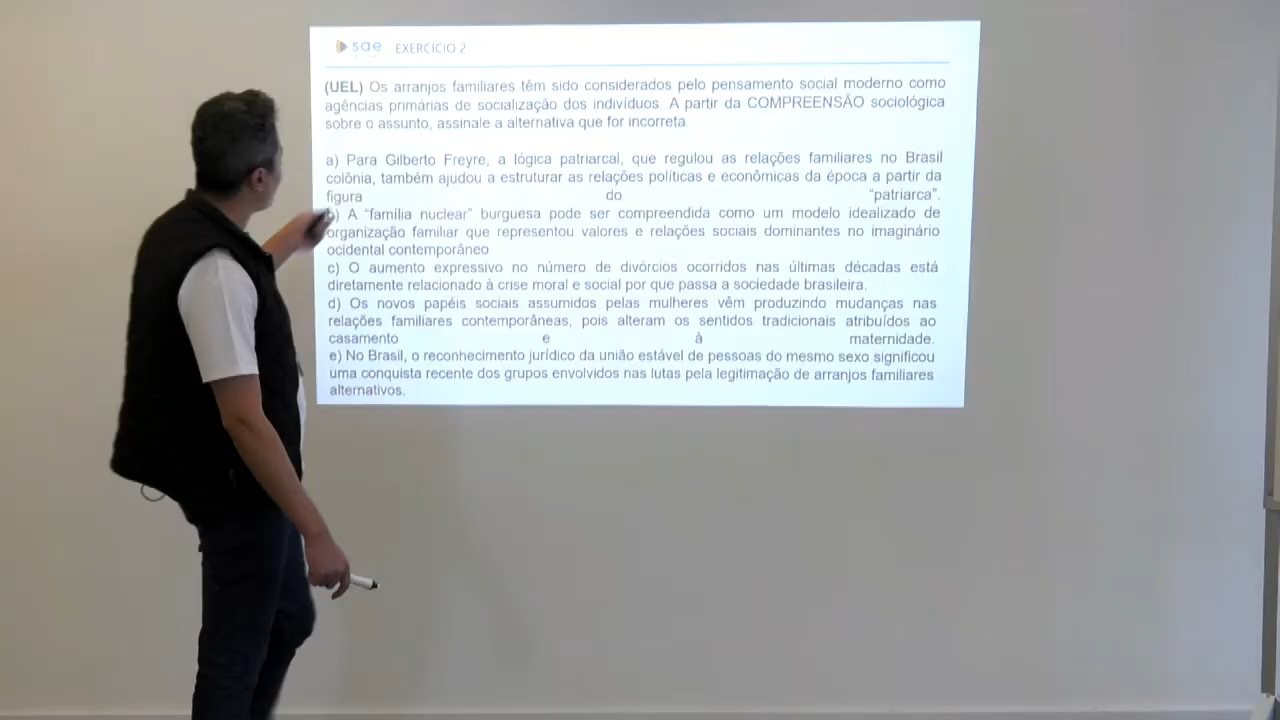 sae EXERCÍCIO 2
(UEL) Os arranjos familiares têm sido considerados pelo pensamento social moderno como
agências primárias de socialização dos indivíduos. A partir da COMPREENSÃO sociológica
sobre o assunto, assinale a alternativa que for incorreta.
a) Para Gilberto Freyre, a lógica patriarcal, que regulou as relações familiares no Brasil
colônia, também ajudou a estruturar as relações políticas e econômicas da época a partir da
figura do “patriarca”.
b) A “família nuclear” burguesa pode ser compreendida como um modelo idealizado de
organização familiar que representou valores e relações sociais dominantes no imaginário
ocidental contemporâneo
c) O aumento expressivo no número de divórcios ocorridos nas últimas décadas está
diretamente relacionado à crise moral e social por que passa a sociedade brasileira.
d) Os novos papéis sociais assumidos pelas mulheres vêm produzindo mudanças nas
relações familiares contemporâneas, pois alteram os sentidos tradicionais atribuídos ao
casamento e à maternidade.
e) No Brasil, o reconhecimento jurídico da união estável de pessoas do mesmo sexo significou
uma conquista recente dos grupos envolvidos nas lutas pela legitimação de arranjos familiares
alternativos.